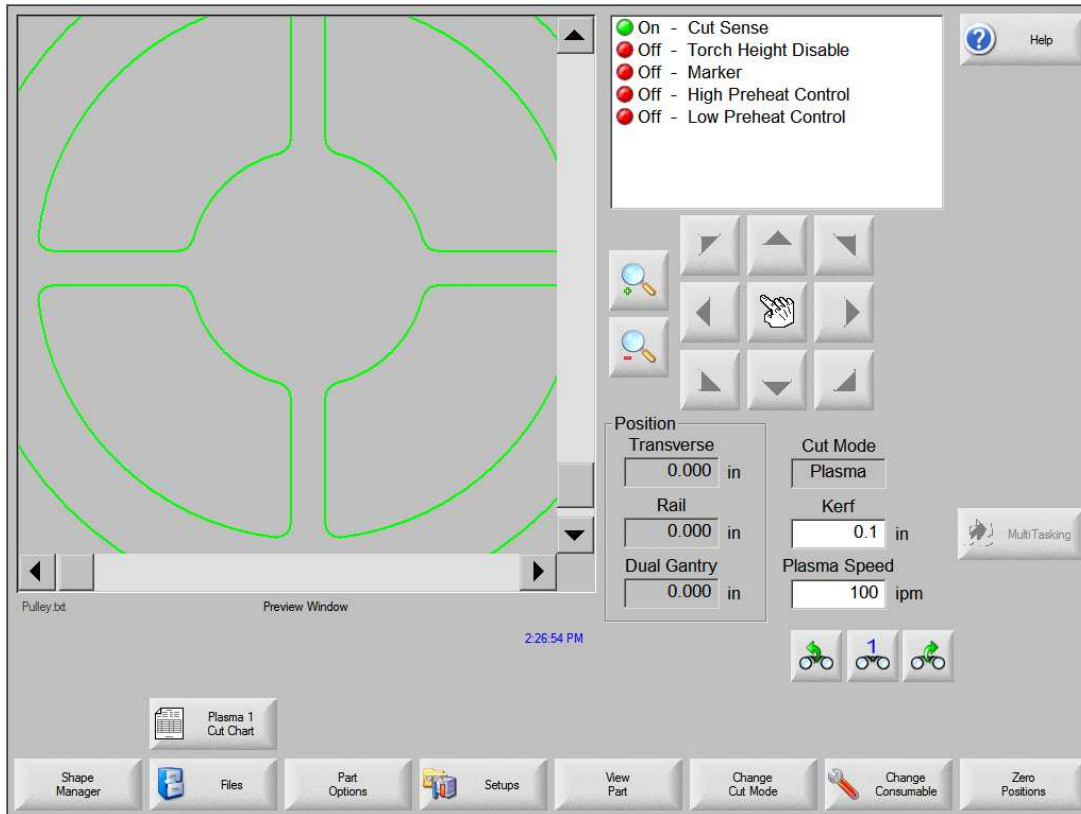 On - Cut Sense
Off - Torch Height Disable
Off - Marker
Off - High Preheat Control
Off - Low Preheat Control
Help
Position
Transverse
0.000 in
Rail
0.000 in
Dual Gantry
0.000 in
Cut Mode
Plasma
Kerf
0.1 in
Plasma Speed
100 ipm
MultiTasking
Pulley.txt
Preview Window
2:26:54 PM
1
Plasma 1
Cut Chart
Shape
Manager
Files
Part
Options
Setups
View
Part
Change
Cut Mode
Change
Consumable
Zero
Positions